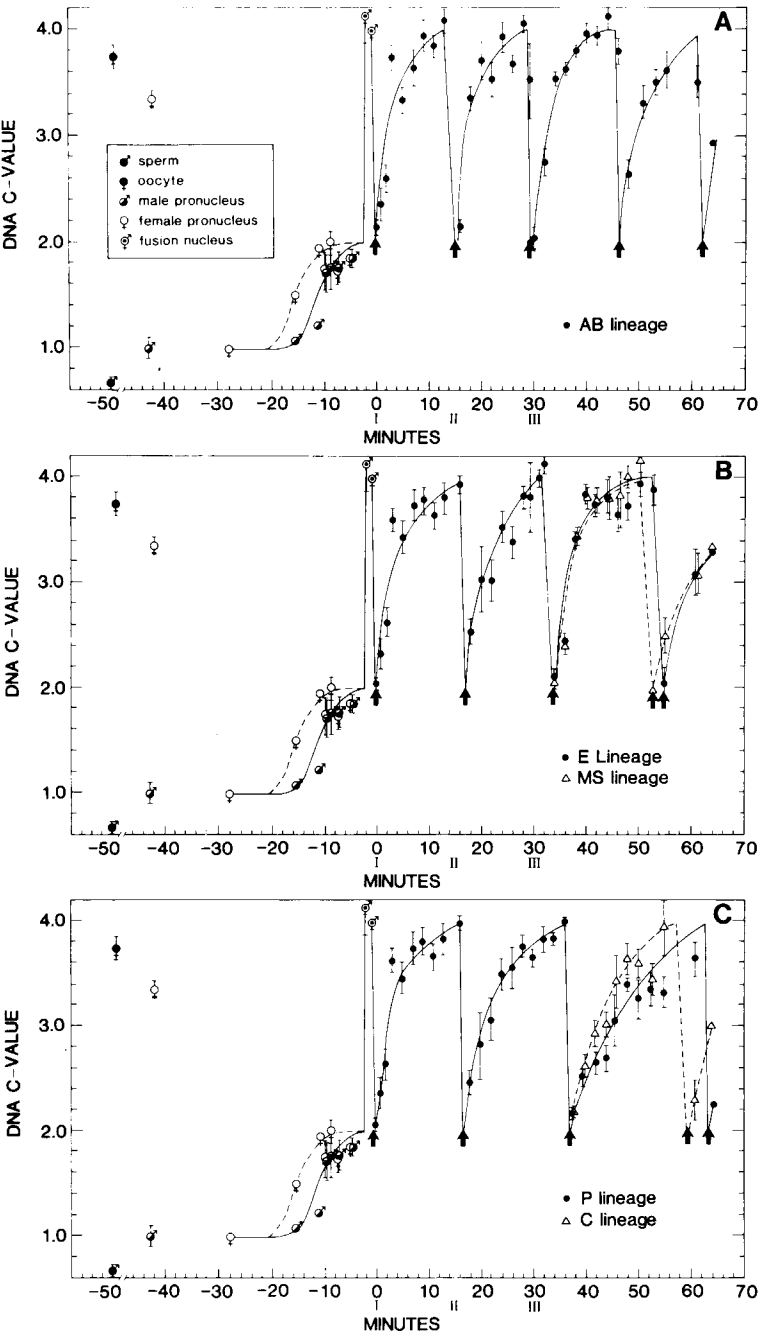 A
DNA C-VALUE
4.0
3.0
2.0
1.0
sperm
oocyte
male pronucleus
female pronucleus
fusion nucleus
AB lineage
-50 -40 -30 -20 -10 0 10 20 30 40 50 60 70
I II III
MINUTES
B
DNA C-VALUE
4.0
3.0
2.0
1.0
E Lineage
MS lineage
-50 -40 -30 -20 -10 0 10 20 30 40 50 60 70
I II III
MINUTES
C
DNA C-VALUE
4.0
3.0
2.0
1.0
P lineage
C lineage
-50 -40 -30 -20 -10 0 10 20 30 40 50 60 70
I II III
MINUTES